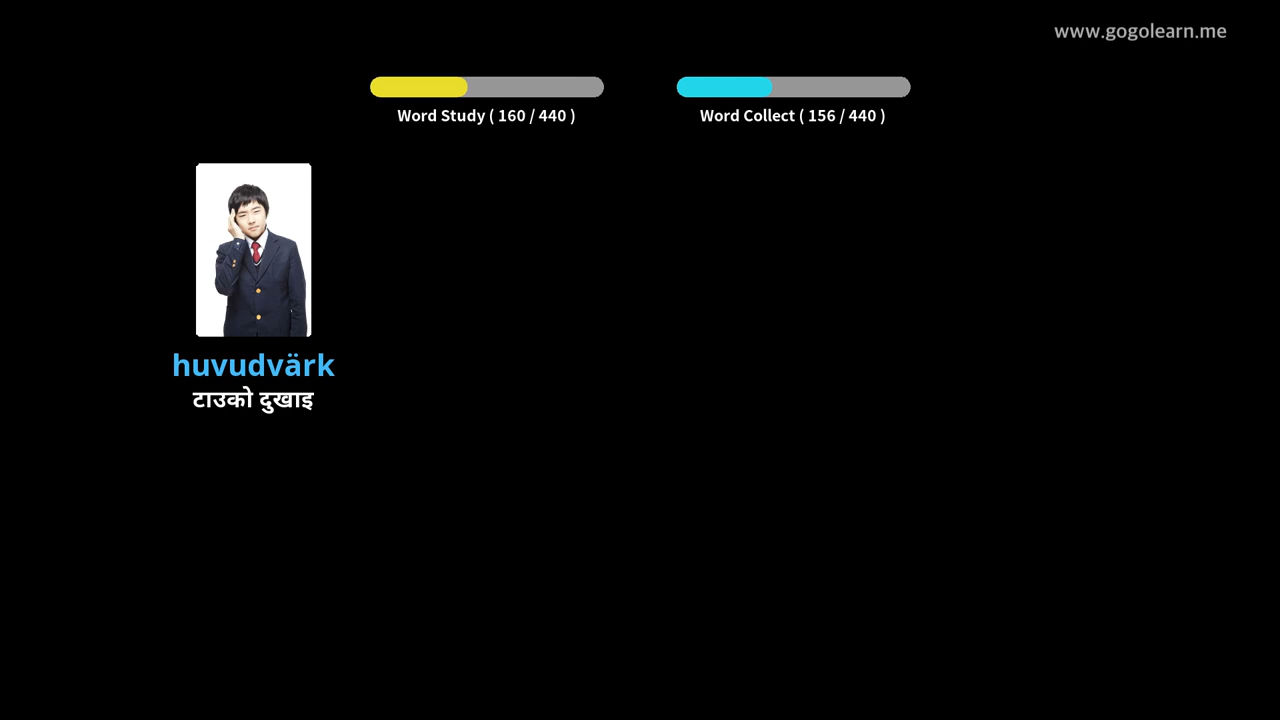 www.gogolearn.me
Word Study ( 160 / 440 )
Word Collect ( 156 / 440 )
huvudvärk
टाउको दुखाइ